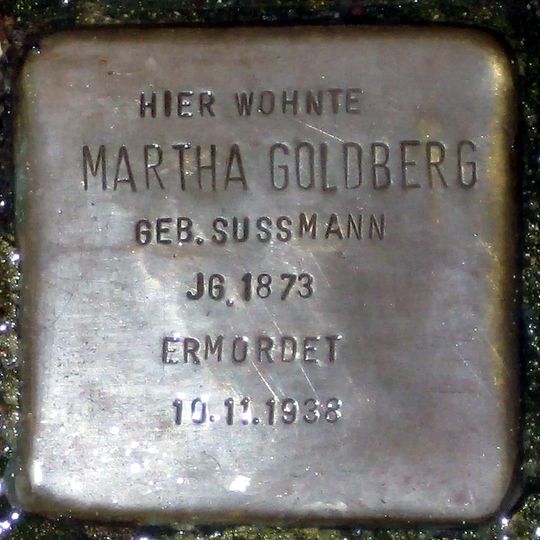 HIER WOHNTE
MARTHA GOLDBERG
GEB. SUSSMANN
JG. 1873
ERMORDET
10.11.1938